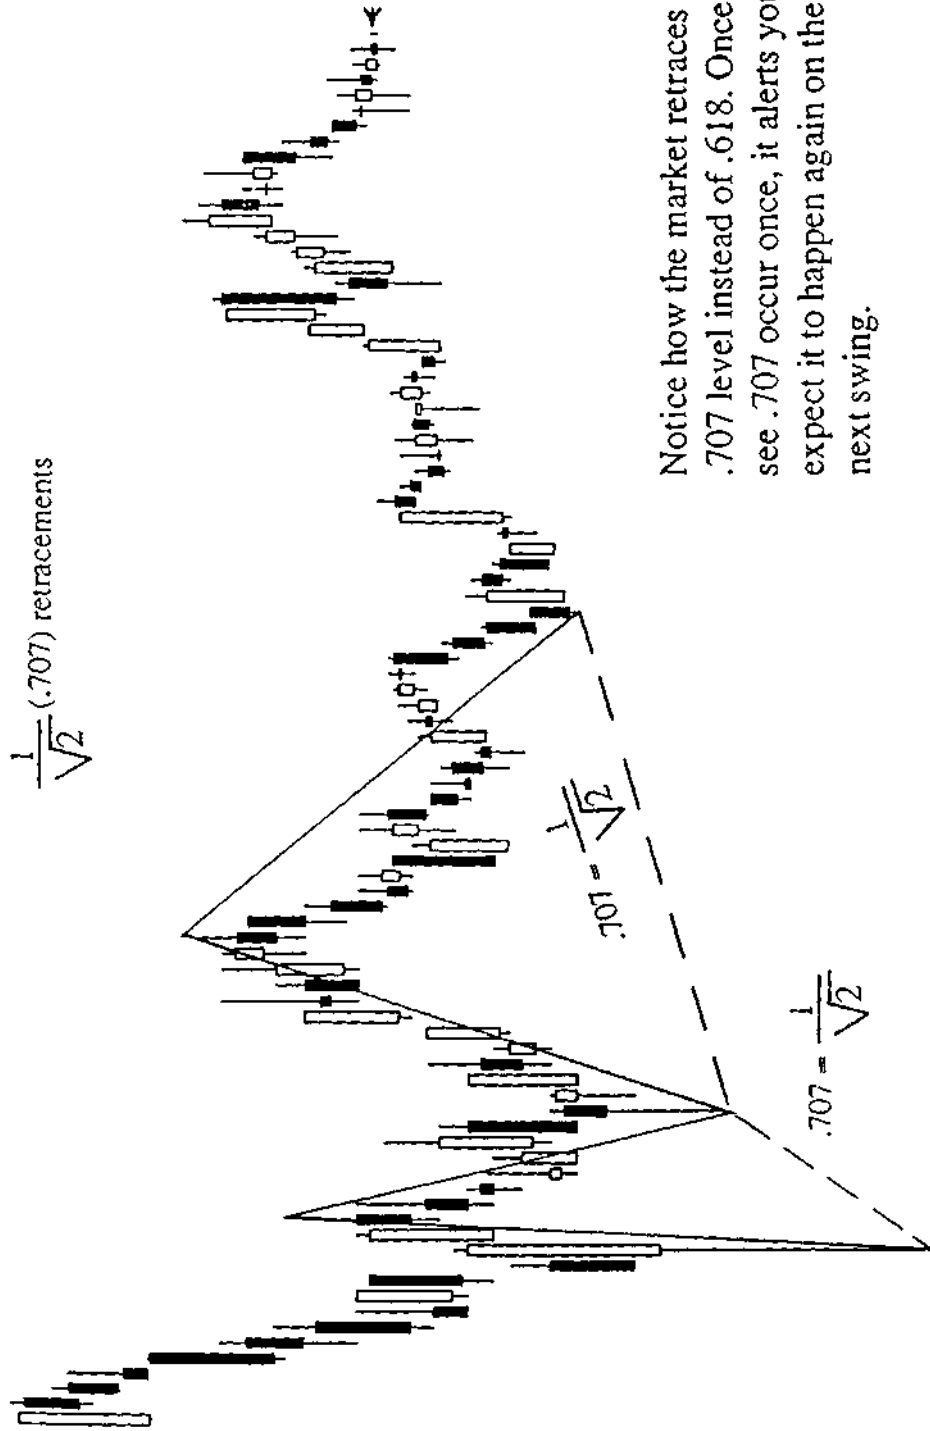 1/√2 (.707) retracements
.707 = 1/√2
.707 = 1/√2
Notice how the market retraces
.707 level instead of .618. Once
see .707 occur once, it alerts
expect it to happen again on the
next swing.